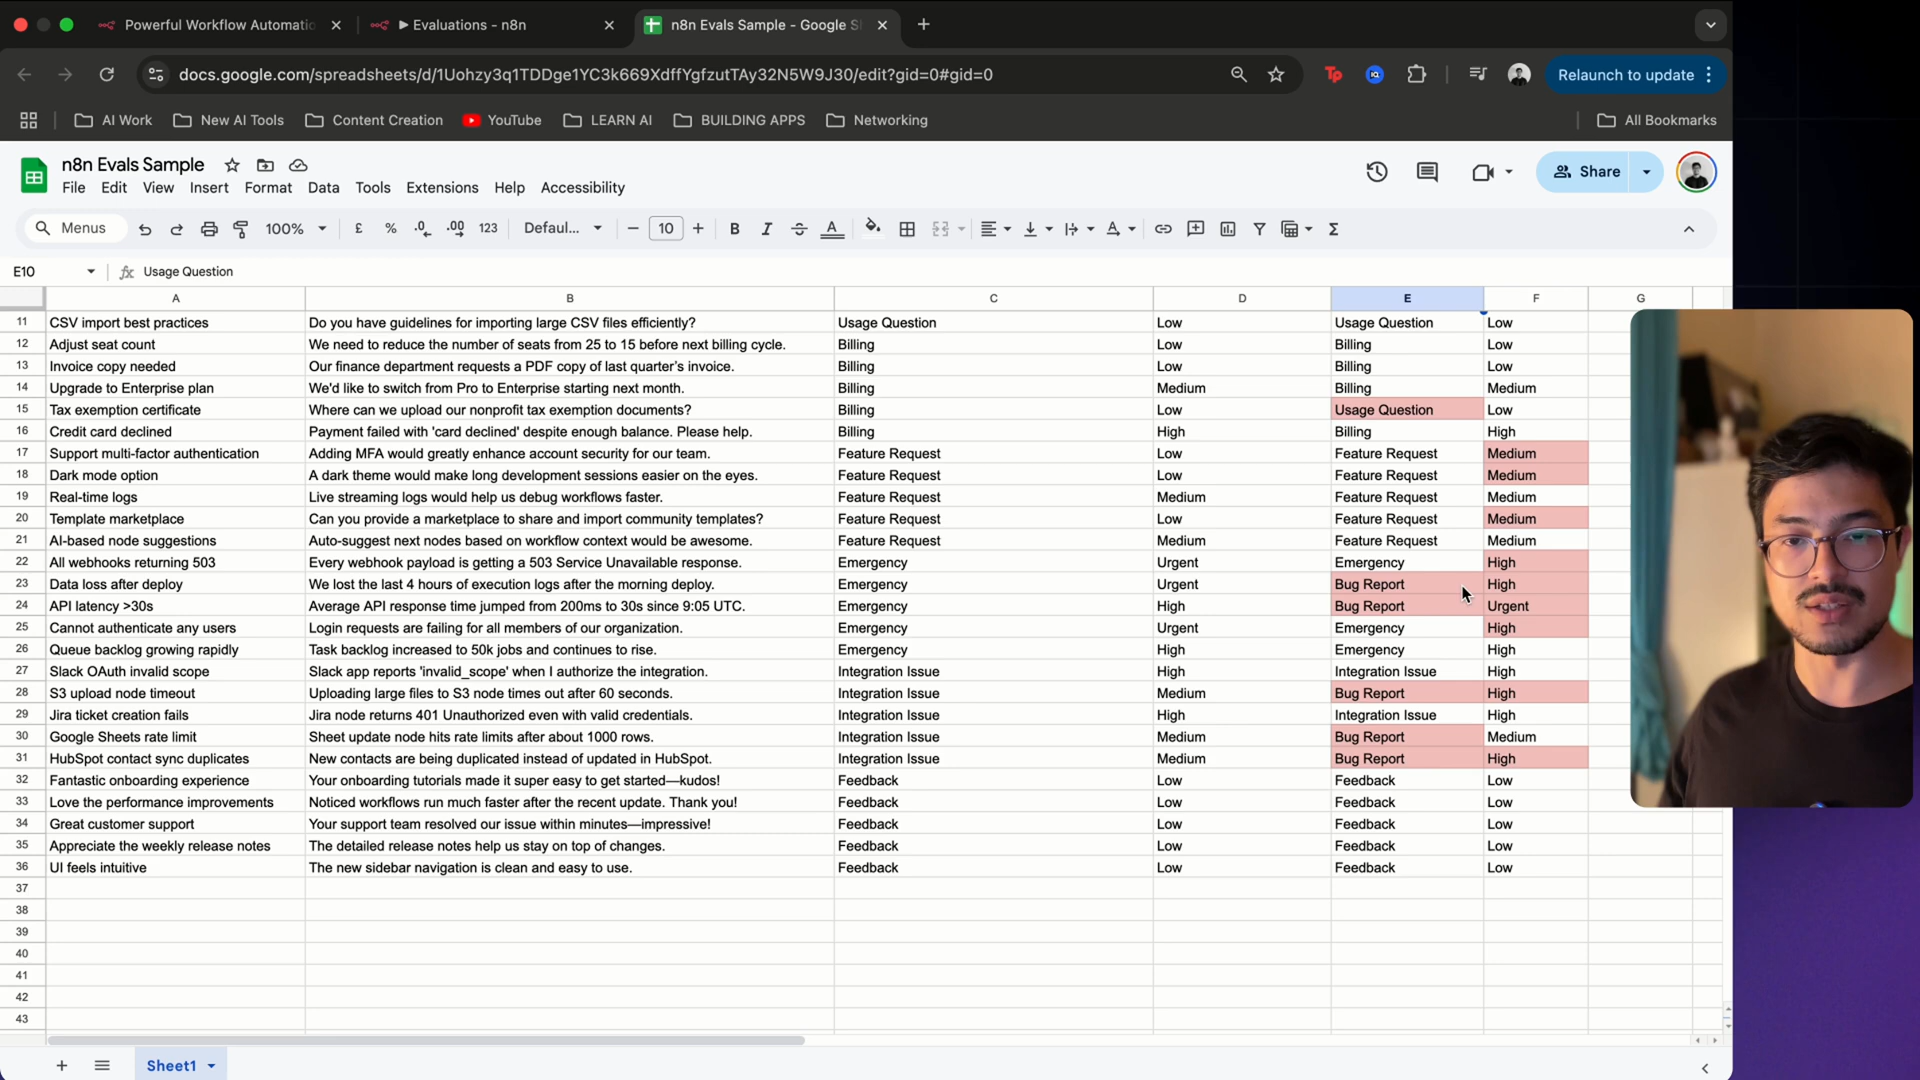 Powerful Workflow Automatio
▶ Evaluations - n8n
n8n Evals Sample - Google S
docs.google.com/spreadsheets/d/1Uohzy3q1TDDge1YC3k669XdffYgfzutTAy32N5W9J30/edit?gid=0#gid=0
Relaunch to update
AI Work
New AI Tools
Content Creation
YouTube
LEARN AI
BUILDING APPS
Networking
All Bookmarks
n8n Evals Sample
File Edit View Insert Format Data Tools Extensions Help Accessibility
Share
Menus 100% £ % .0 .00 123 Defaul... 10 B I A Σ
E10 fx Usage Question
A B C D E F G
11 CSV import best practices Do you have guidelines for importing large CSV files efficiently? Usage Question Low Usage Question Low
12 Adjust seat count We need to reduce the number of seats from 25 to 15 before next billing cycle. Billing Low Billing Low
13 Invoice copy needed Our finance department requests a PDF copy of last quarter's invoice. Billing Low Billing Low
14 Upgrade to Enterprise plan We'd like to switch from Pro to Enterprise starting next month. Billing Medium Billing Medium
15 Tax exemption certificate Where can we upload our nonprofit tax exemption documents? Billing Low Usage Question Low
16 Credit card declined Payment failed with 'card declined' despite enough balance. Please help. Billing High Billing High
17 Support multi-factor authentication Adding MFA would greatly enhance account security for our team. Feature Request Low Feature Request Medium
18 Dark mode option A dark theme would make long development sessions easier on the eyes. Feature Request Low Feature Request Medium
19 Real-time logs Live streaming logs would help us debug workflows faster. Feature Request Medium Feature Request Medium
20 Template marketplace Can you provide a marketplace to share and import community templates? Feature Request Low Feature Request Medium
21 AI-based node suggestions Auto-suggest next nodes based on workflow context would be awesome. Feature Request Medium Feature Request Medium
22 All webhooks returning 503 Every webhook payload is getting a 503 Service Unavailable response. Emergency Urgent Emergency High
23 Data loss after deploy We lost the last 4 hours of execution logs after the morning deploy. Emergency Urgent Bug Report High
24 API latency >30s Average API response time jumped from 200ms to 30s since 9:05 UTC. Emergency High Bug Report Urgent
25 Cannot authenticate any users Login requests are failing for all members of our organization. Emergency Urgent Emergency High
26 Queue backlog growing rapidly Task backlog increased to 50k jobs and continues to rise. Emergency High Emergency High
27 Slack OAuth invalid scope Slack app reports 'invalid_scope' when I authorize the integration. Integration Issue High Integration Issue High
28 S3 upload node timeout Uploading large files to S3 node times out after 60 seconds. Integration Issue Medium Bug Report High
29 Jira ticket creation fails Jira node returns 401 Unauthorized even with valid credentials. Integration Issue High Integration Issue High
30 Google Sheets rate limit Sheet update node hits rate limits after about 1000 rows. Integration Issue Medium Bug Report Medium
31 HubSpot contact sync duplicates New contacts are being duplicated instead of updated in HubSpot. Integration Issue Medium Bug Report High
32 Fantastic onboarding experience Your onboarding tutorials made it super easy to get started—kudos! Feedback Low Feedback Low
33 Love the performance improvements Noticed workflows run much faster after the recent update. Thank you! Feedback Low Feedback Low
34 Great customer support Your support team resolved our issue within minutes—impressive! Feedback Low Feedback Low
35 Appreciate the weekly release notes The detailed release notes help us stay on top of changes. Feedback Low Feedback Low
36 UI feels intuitive The new sidebar navigation is clean and easy to use. Feedback Low Feedback Low
37
38
39
40
41
42
43
Sheet1